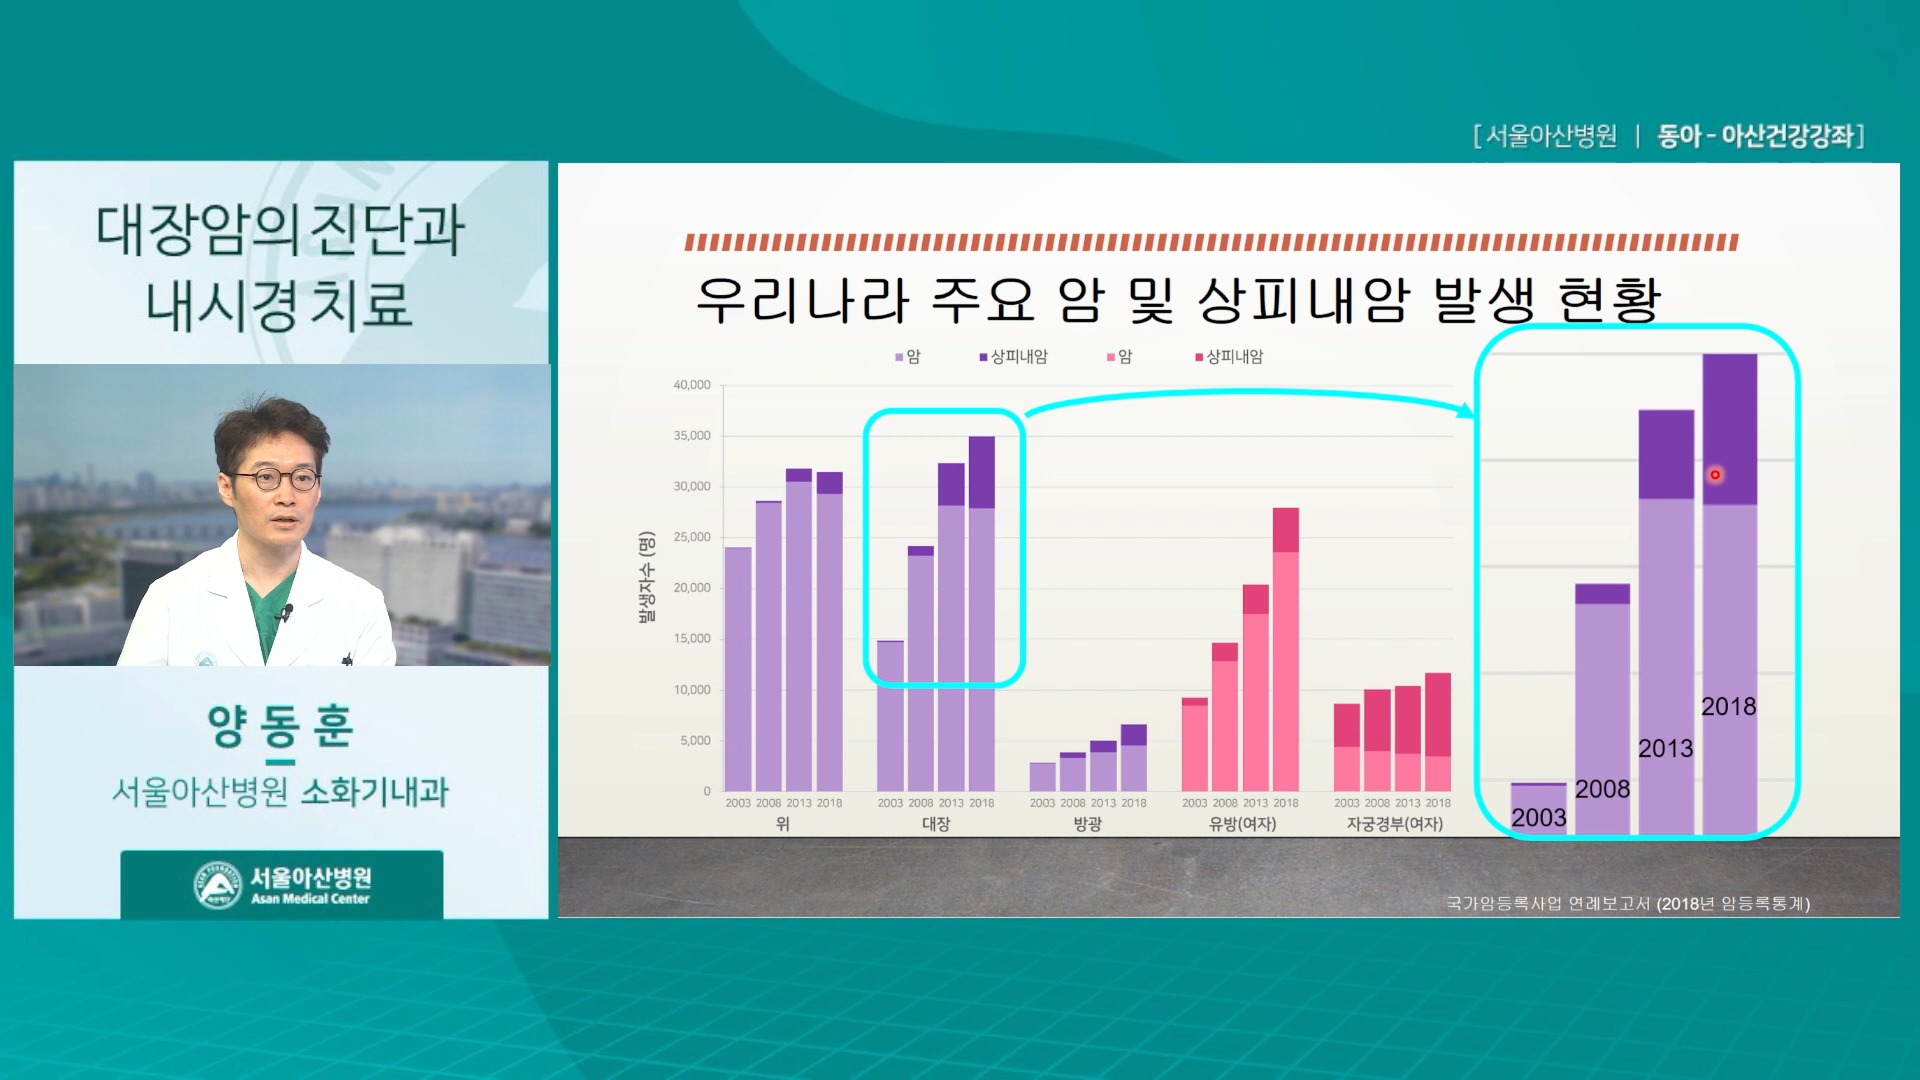 [ 서울아산병원 | 동아 - 아산건강강좌 ]
대장암의 진단과
내시경 치료
양동훈
서울아산병원 소화기내과
서울아산병원
Asan Medical Center
우리나라 주요 암 및 상피내암 발생 현황
암 상피내암 암 상피내암
발생자수 (명)
40,000
35,000
30,000
25,000
20,000
15,000
10,000
5,000
0
2003 2008 2013 2018 2003 2008 2013 2018 2003 2008 2013 2018 2003 2008 2013 2018 2003 2008 2013 2018
위 대장 방광 유방(여자) 자궁경부(여자)
2003
2008
2013
2018
국가암등록사업 연례보고서 (2018년 암등록통계)